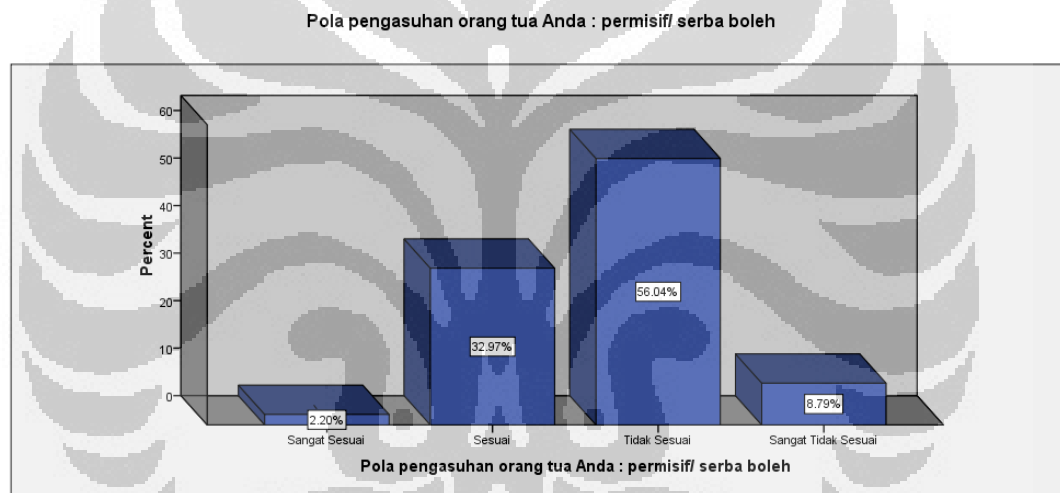 Pola pengasuhan orang tua Anda : permisif/ serba boleh
60
50
40
30
20
10
0
Percent
2.20%
32.97%
56.04%
8.79%
Sangat Sesuai
Sesuai
Tidak Sesuai
Sangat Tidak Sesuai
Pola pengasuhan orang tua Anda : permisif/ serba boleh